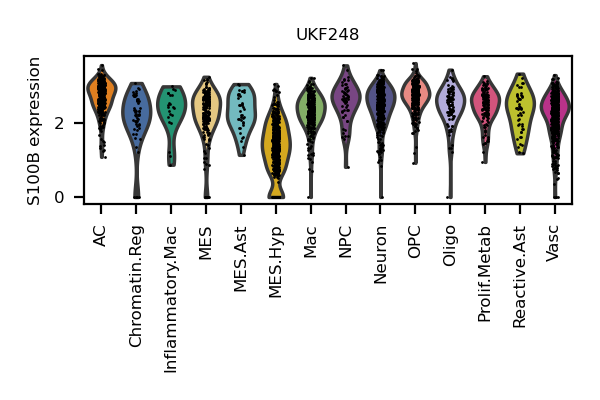 UKF248
S100B expression
2
0
AC
Chromatin.Reg
Inflammatory.Mac
MES
MES.Ast
MES.Hyp
Mac
NPC
Neuron
OPC
Oligo
Prolif.Metab
Reactive.Ast
Vasc